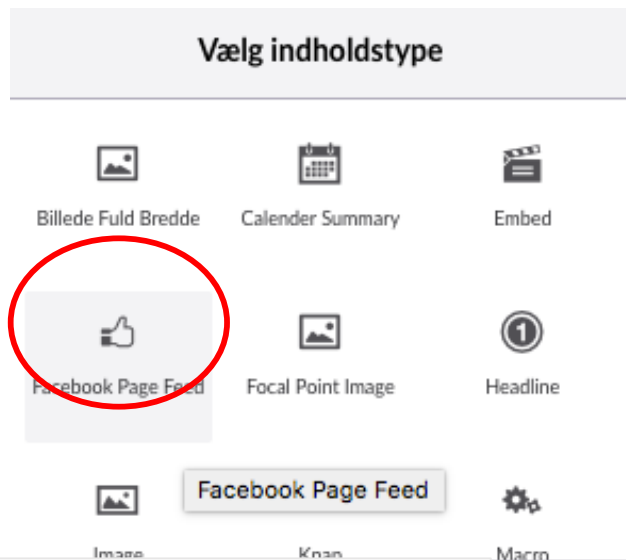 Vælg indholdstype
Billede Fuld Bredde
Calender Summary
Embed
Facebook Page Feed
Focal Point Image
Headline
Facebook Page Feed
Image
Knap
Macro